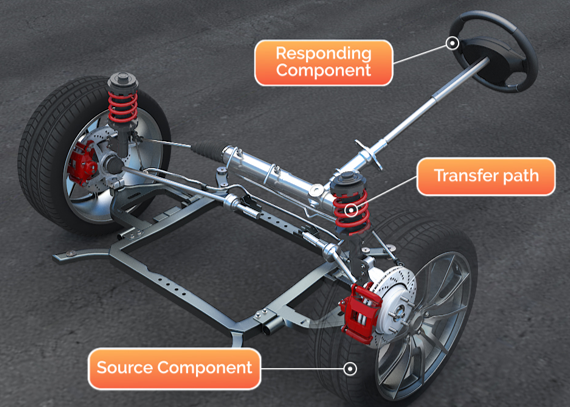 Responding
Component
Transfer path
Source Component